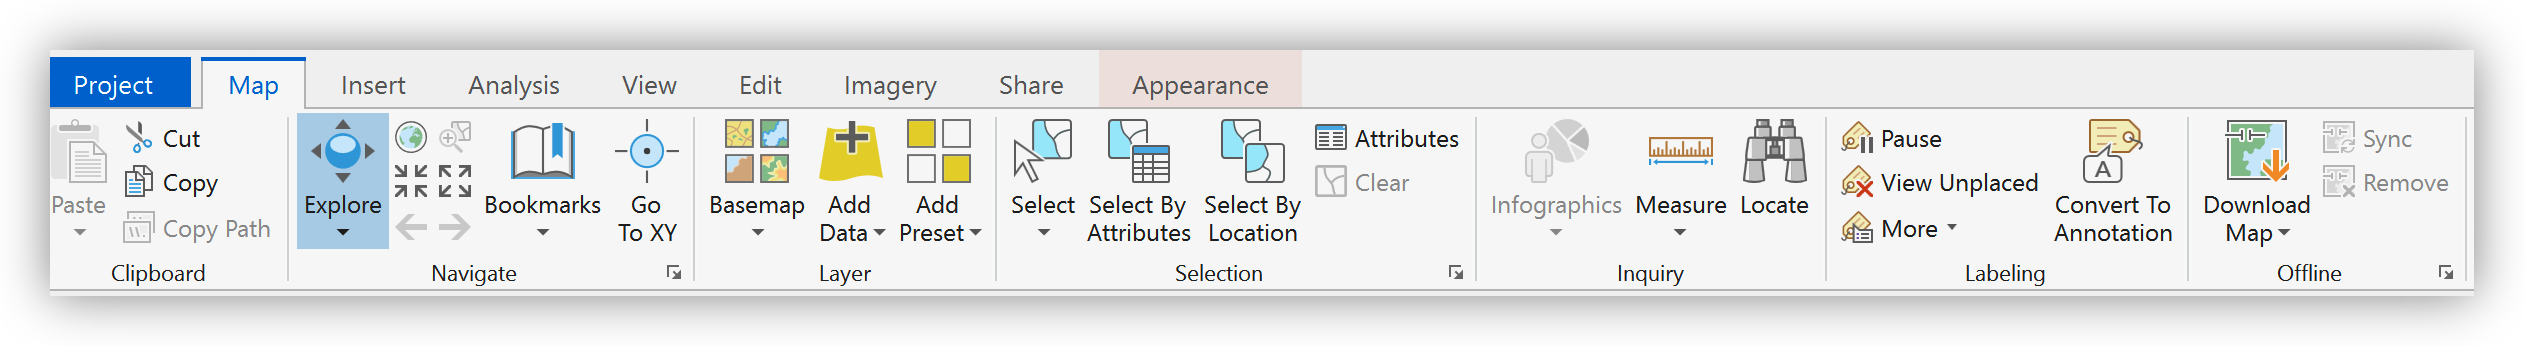 Project Map Insert Analysis View Edit Imagery Share Appearance
Paste
Cut
Copy
Copy Path
Clipboard
Explore
Bookmarks
Go
To XY
Navigate
Basemap
Add
Data
Add
Preset
Layer
Select
Select By
Attributes
Select By
Location
Attributes
Clear
Selection
Infographics
Measure
Locate
Inquiry
Pause
View Unplaced
More
A
Convert To
Annotation
Labeling
Download
Map
Sync
Remove
Offline